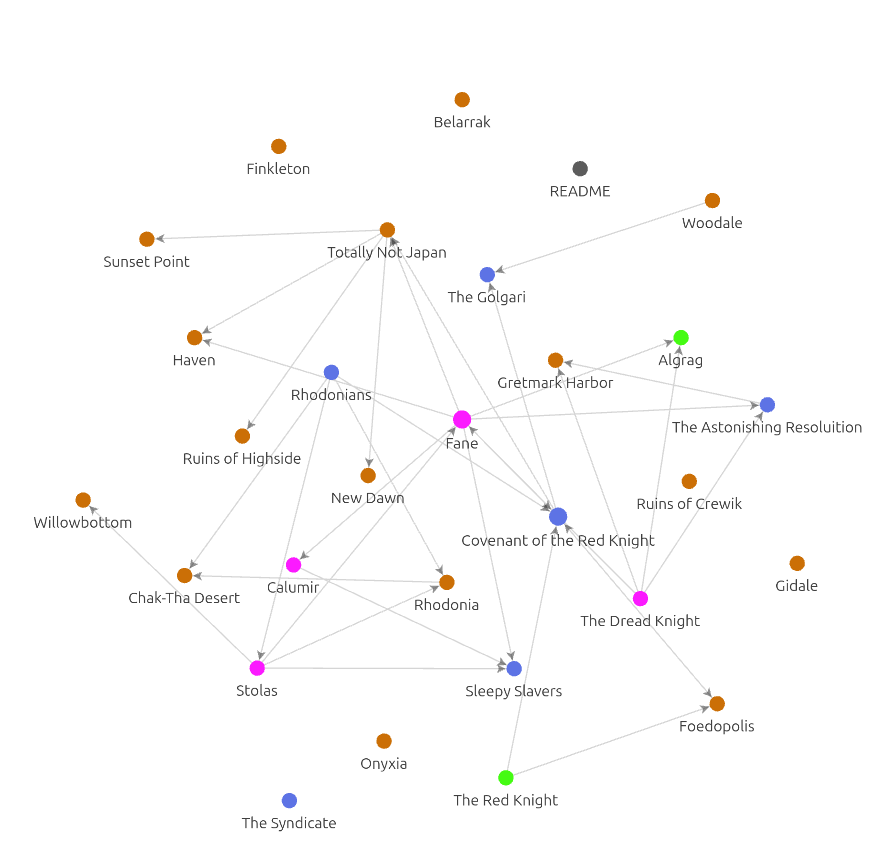 Belarrak
Finkleton
README
Woodale
Totally Not Japan
Sunset Point
The Golgari
Haven
Algrag
Gretmark Harbor
Rhodonians
The Astonishing Resoluition
Fane
Ruins of Highside
New Dawn
Ruins of Crewik
Willowbottom
Covenant of the Red Knight
Gidale
Calumir
Chak-Tha Desert
Rhodonia
The Dread Knight
Stolas
Sleepy Slavers
Foedopolis
Onyxia
The Red Knight
The Syndicate